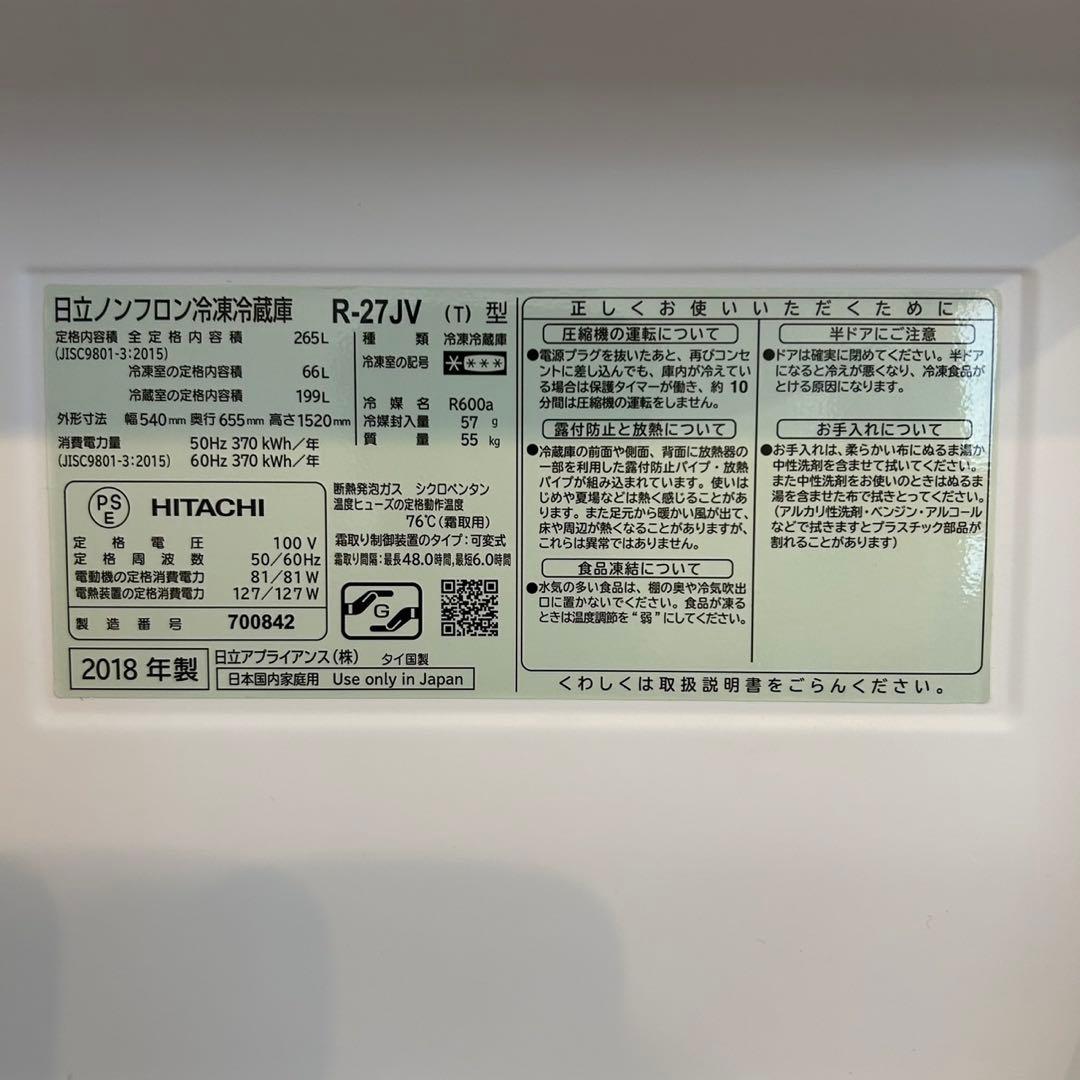 日立ノンフロン冷凍冷蔵庫 R-27JV (T) 型
定格内容積 全定格内容積 265L
(JISC9801-3:2015)
冷凍室の定格内容積 66L
冷蔵室の定格内容積 199L
外形寸法 幅540mm 奥行655mm 高さ1520mm
消費電力量 50Hz 370 kWh/年
(JISC9801-3:2015) 60Hz 370 kWh/年
種類 冷凍冷蔵庫
冷凍室の記号 ****
冷媒名 R600a
冷媒封入量 57 g
質量 55 kg
PSE HITACHI
定格電圧 100 V
定格周波数 50/60Hz
電動機の定格消費電力 81/81 W
電熱装置の定格消費電力 127/127 W
製造番号 700842
断熱発泡ガス シクロペンタン
温度ヒューズの定格動作温度
76℃(霜取用)
霜取り制御装置のタイプ:可変式
霜取り間隔:最長48.0時間,最短6.0時間
G
2018 年製
日立アプライアンス(株) タイ国製
日本国内家庭用 Use only in Japan
正しくお使いいただくために
圧縮機の運転について
●電源プラグを抜いたあと、再びコンセ
ントに差し込んでも、庫内が冷えてい
る場合は保護タイマーが働き、約10
分間は圧縮機の運転をしません。
露付防止と放熱について
●冷蔵庫の前面や側面、背面に放熱器の
一部を利用した露付防止パイプ・放熱
パイプが組み込まれています。使いは
じめや夏場などは熱く感じることがあ
ります。また足元から暖かい風が出て、
床や周辺が熱くなることがありますが、
これらは異常ではありません。
食品凍結について
●水気の多い食品は、棚の奥や冷気吹出
口に置かないでください。食品が凍る
ときは温度調節を“弱”にしてください。
半ドアにご注意
●ドアは確実に閉めてください。半ドア
になると冷えが悪くなり、冷凍食品が
とける原因になります。
お手入れについて
●お手入れは、柔らかい布にぬるま湯か
中性洗剤を含ませて拭いてください。
また中性洗剤をお使いのときはぬるま
湯を含ませた布で拭きとってください。
(アルカリ性洗剤・ベンジン・アルコール
などで拭きますとプラスチック部品が
割れることがあります)
くわしくは取扱説明書をごらんください。